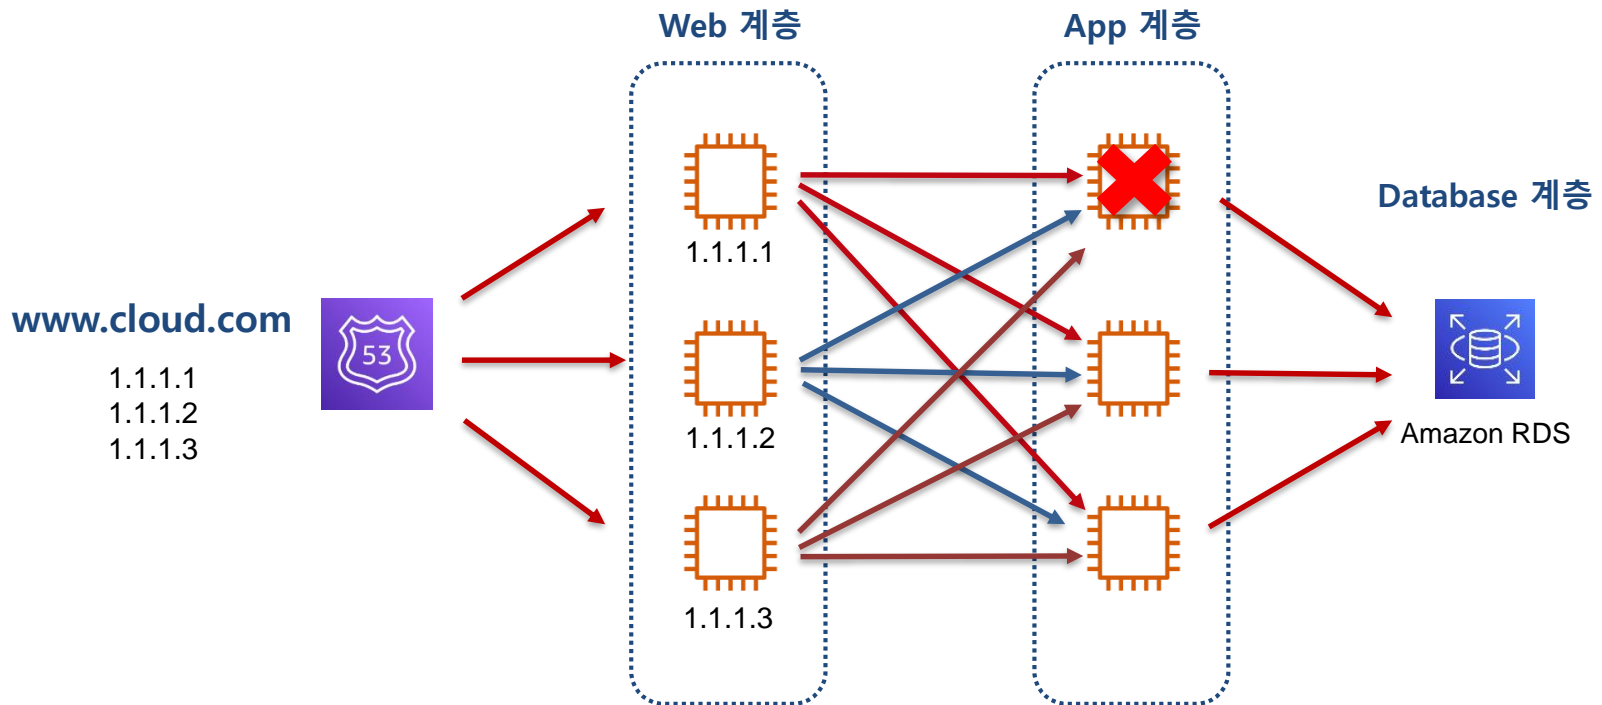 Web 계층
App 계층
Database 계층
www.cloud.com
1.1.1.1
1.1.1.2
1.1.1.3
53
1.1.1.1
1.1.1.2
1.1.1.3
Amazon RDS